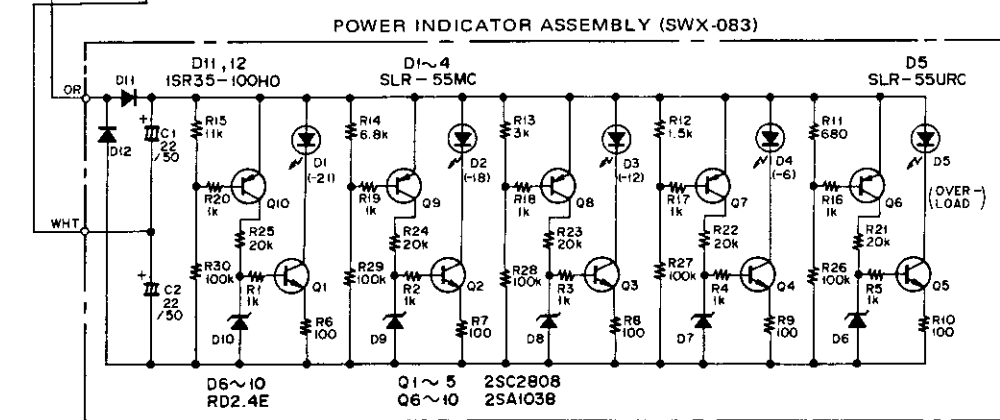 POWER INDICATOR ASSEMBLY (SWX-083)
D11,12
1SR35-100HO
D1~4
SLR-55MC
D5
SLR-55URC
OR
D11
D12
+
C1
22
/50
WHT
+
C2
22
/50
R15
11k
R20
1k
Q10
D1
(-21)
R25
20k
R30
100k
R1
1k
Q1
D10
R6
100
R14
6.8k
R19
1k
Q9
D2
(-18)
R24
20k
R29
100k
R2
1k
Q2
D9
R7
100
R13
3k
R18
1k
Q8
D3
(-12)
R23
20k
R28
100k
R3
1k
Q3
D8
R8
100
R12
1.5k
R17
1k
Q7
D4
(-6)
R22
20k
R27
100k
R4
1k
Q4
D7
R9
100
R11
680
R16
1k
Q6
D5
(OVER-
LOAD)
R21
20k
R26
100k
R5
1k
Q5
D6
R10
100
D6~10
RD2.4E
Q1~5 2SC2808
Q6~10 2SA1038